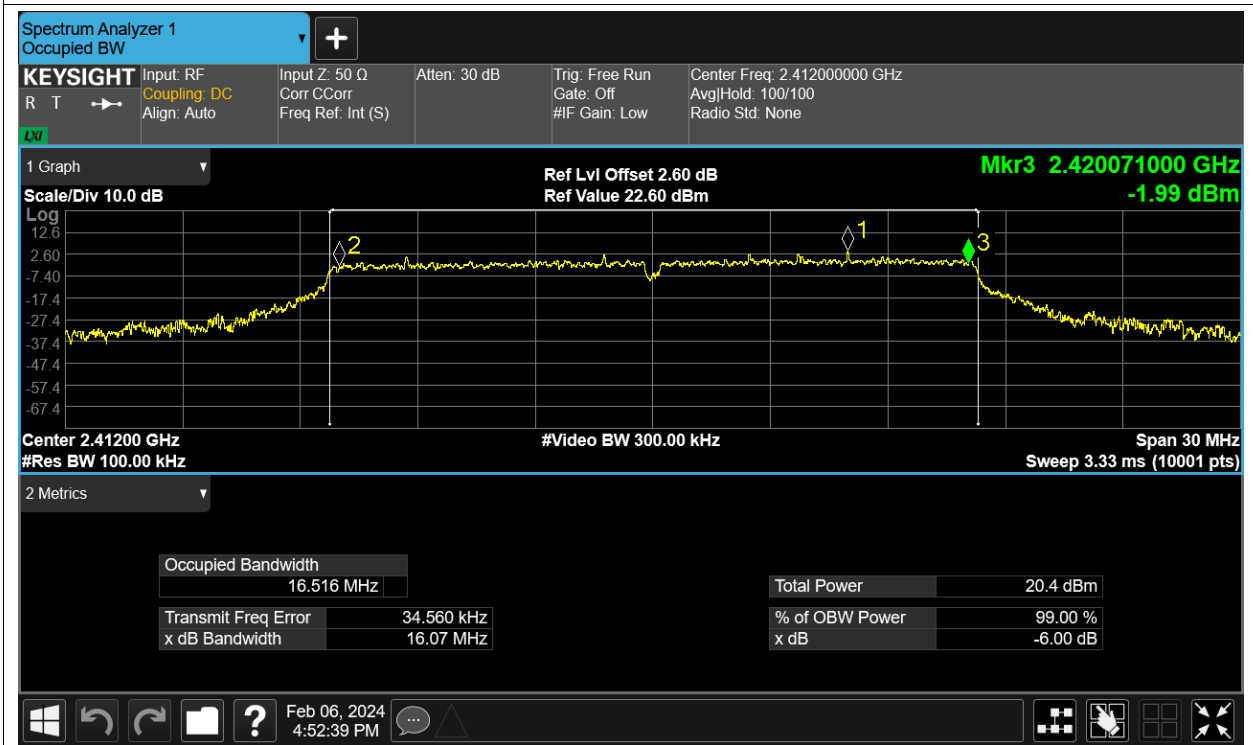 Spectrum Analyzer 1
Occupied BW
KEYSIGHT
R T
LXI
Input: RF
Coupling: DC
Align: Auto
Input Z: 50 Ω
Corr CCorr
Freq Ref: Int (S)
Atten: 30 dB
Trig: Free Run
Gate: Off
#IF Gain: Low
Center Freq: 2.412000000 GHz
Avg|Hold: 100/100
Radio Std: None
1 Graph
Scale/Div 10.0 dB
Ref Lvl Offset 2.60 dB
Ref Value 22.60 dBm
Mkr3 2.420071000 GHz
-1.99 dBm
Log
12.6
2.60
-7.40
-17.4
-27.4
-37.4
-47.4
-57.4
-67.4
2
1
3
Center 2.41200 GHz
#Res BW 100.00 kHz
#Video BW 300.00 kHz
Span 30 MHz
Sweep 3.33 ms (10001 pts)
2 Metrics
Occupied Bandwidth
16.516 MHz
Transmit Freq Error 34.560 kHz
x dB Bandwidth 16.07 MHz
Total Power 20.4 dBm
% of OBW Power 99.00 %
x dB -6.00 dB
?
Feb 06, 2024
4:52:39 PM